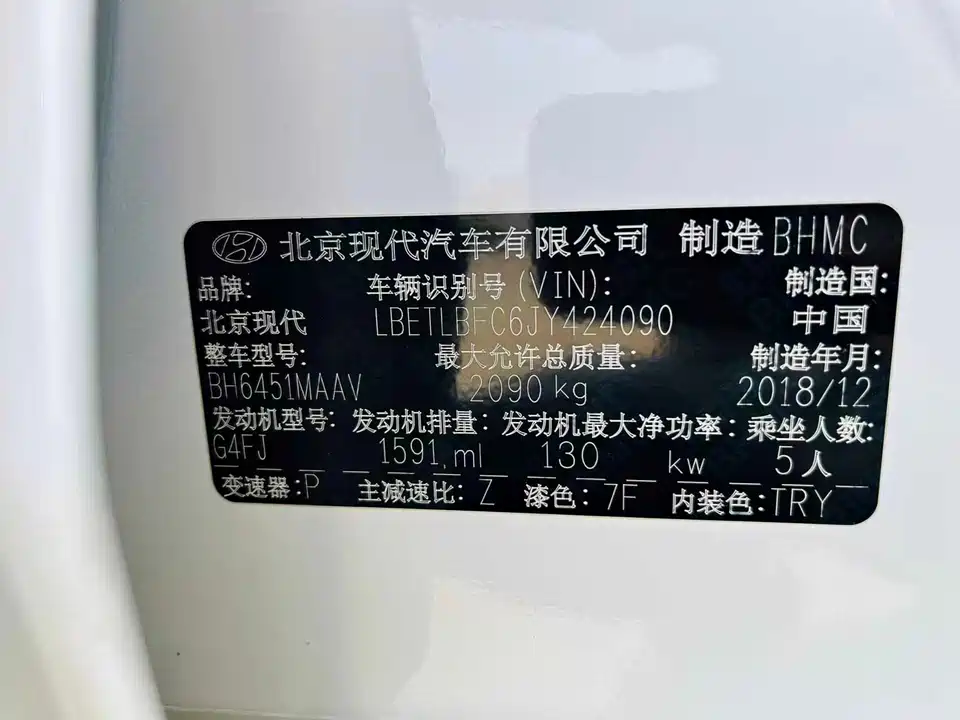 北京现代汽车有限公司 制造 BHMC
品牌: 车辆识别号(VIN): 制造国:
北京现代 LBETLBFC6JY424090 中国
整车型号: 最大允许总质量: 制造年月:
BH6451MAAV 2090 kg 2018/12
发动机型号: 发动机排量: 发动机最大净功率: 乘坐人数:
G4FJ 1591.ml 130 kw 5人
变速器:P 主减速比: Z 漆色: 7F 内装色:TRY